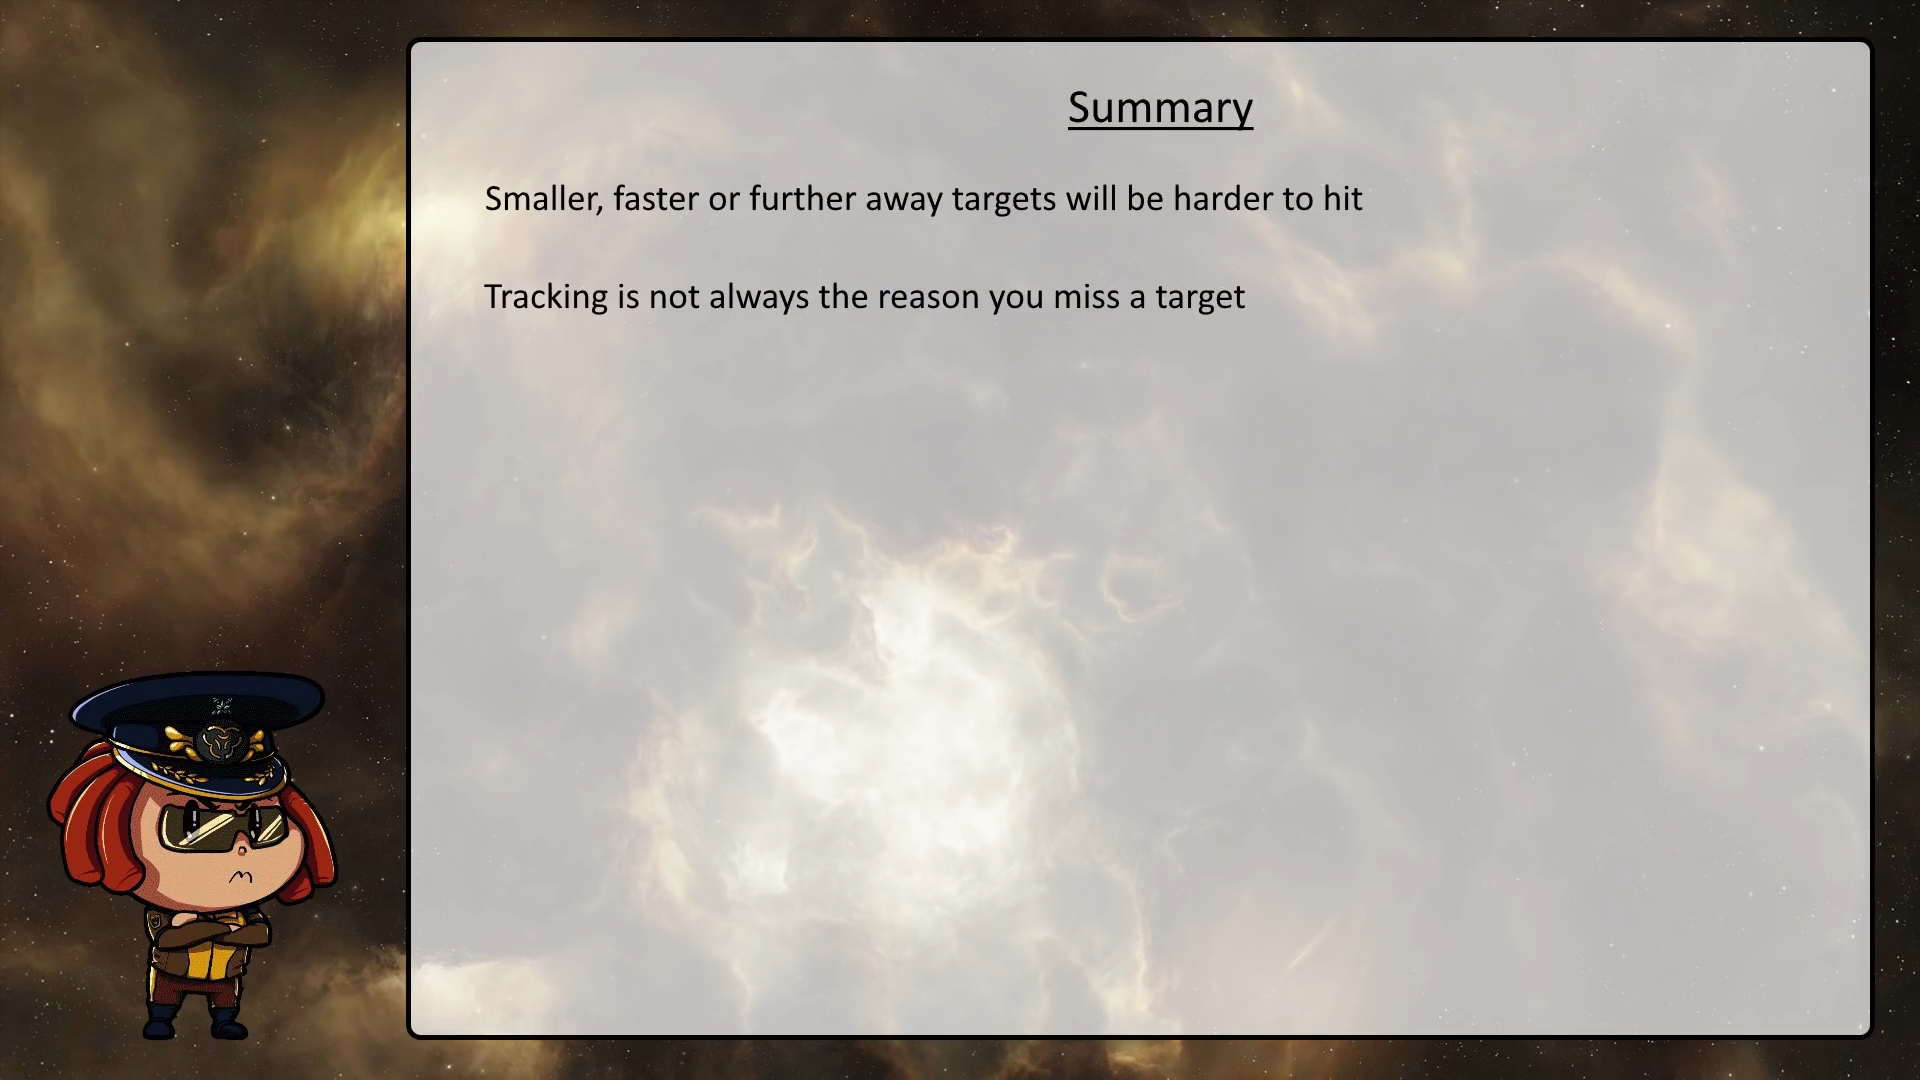 Summary
Smaller, faster or further away targets will be harder to hit
Tracking is not always the reason you miss a target